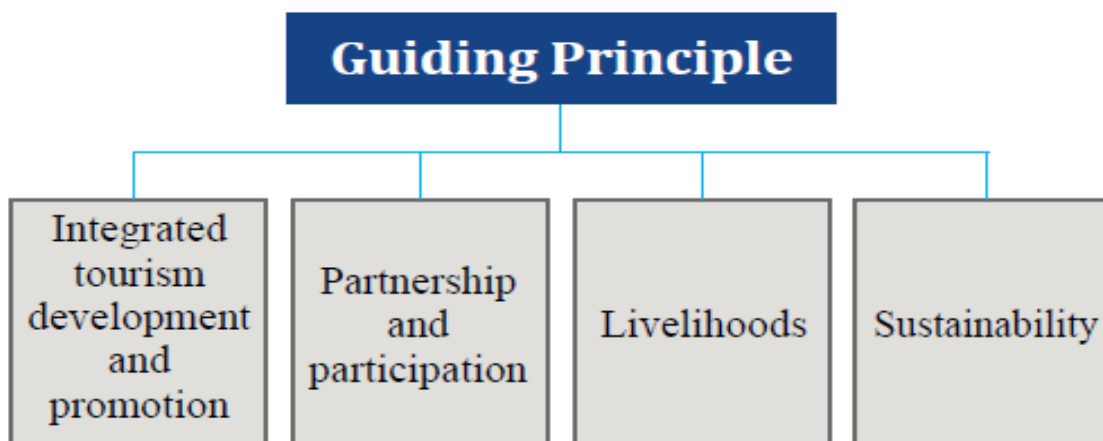 Guiding Principle
Integrated
tourism
development
and
promotion
Partnership
and
participation
Livelihoods
Sustainability